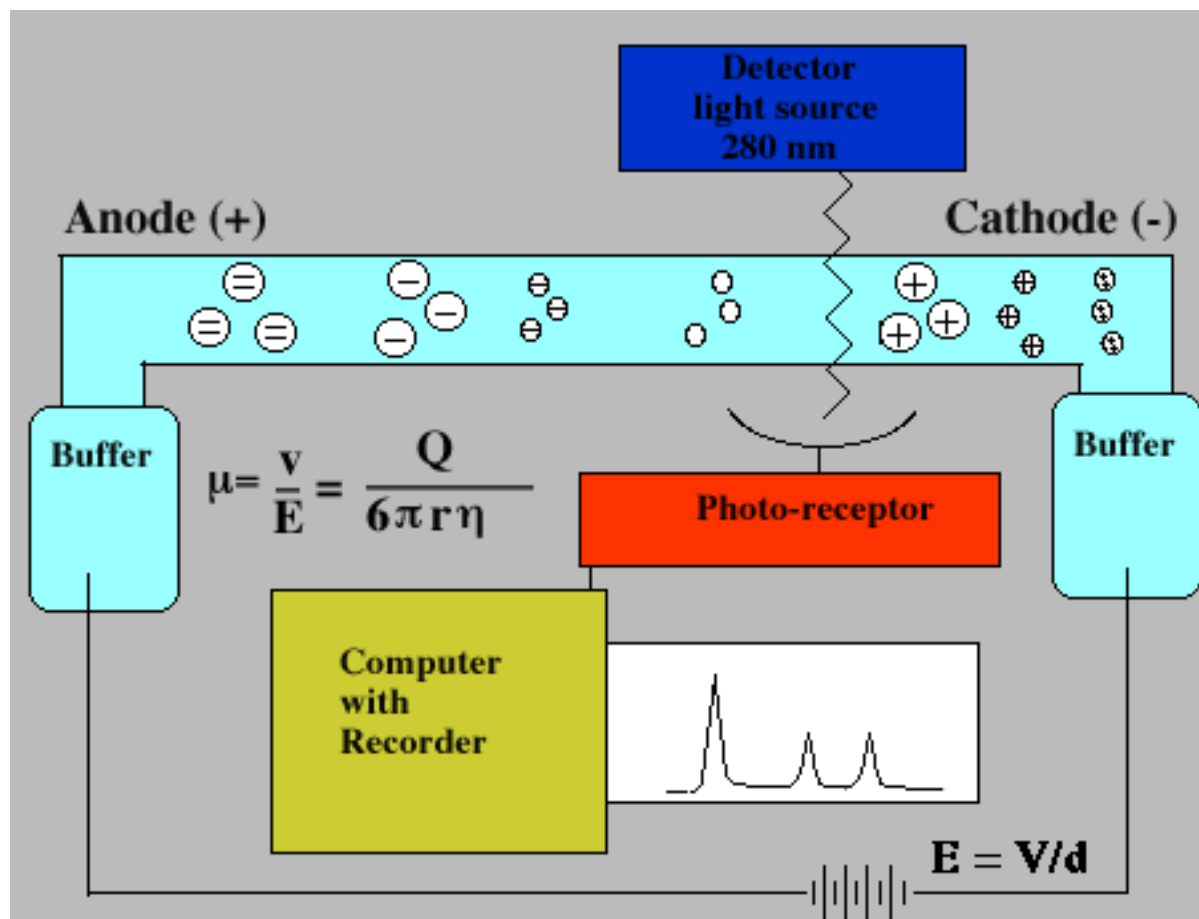 Detector
light source
280 nm
Anode (+)
Cathode (-)
Buffer
Buffer
μ= v/E = Q/6πrη
Photo-receptor
Computer
with
Recorder
E = V/d